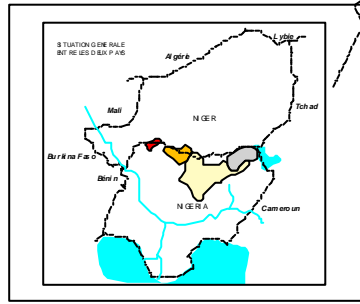 SITUATION GENERALE
ENTRE LES DEUX PAYS
Lybie
Algérie
Mali
NIGER
Tchad
Burkina Faso
Bénin
NIGERIA
Cameroun